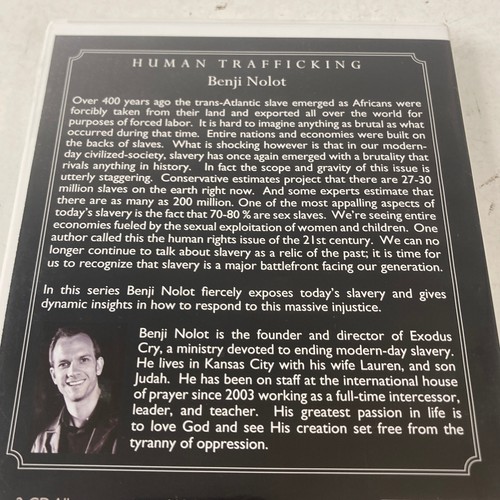 HUMAN TRAFFICKING
Benji Nolot
Over 400 years ago the trans-Atlantic slave emerged as Africans were
forcibly taken from their land and exported all over the world for
purposes of forced labor. It is hard to imagine anything as brutal as what
occurred during that time. Entire nations and economies were built on
the backs of slaves. What is shocking however is that in our modern-
day civilized-society, slavery has once again emerged with a brutality that
rivals anything in history. In fact the scope and gravity of this issue is
utterly staggering. Conservative estimates project that there are 27-30
million slaves on the earth right now. And some experts estimate that
there are as many as 200 million. One of the most appalling aspects of
today's slavery is the fact that 70-80 % are sex slaves. We're seeing entire
economies fueled by the sexual exploitation of women and children. One
author called this the human rights issue of the 21st century. We can no
longer continue to talk about slavery as a relic of the past; it is time for
us to recognize that slavery is a major battlefront facing our generation.
In this series Benji Nolot fiercely exposes today's slavery and gives
dynamic insights in how to respond to this massive injustice.
Benji Nolot is the founder and director of Exodus
Cry, a ministry devoted to ending modern-day slavery.
He lives in Kansas City with his wife Lauren, and son
Judah. He has been on staff at the international house
of prayer since 2003 working as a full-time intercessor,
leader, and teacher. His greatest passion in life is
to love God and see His creation set free from the
tyranny of oppression.